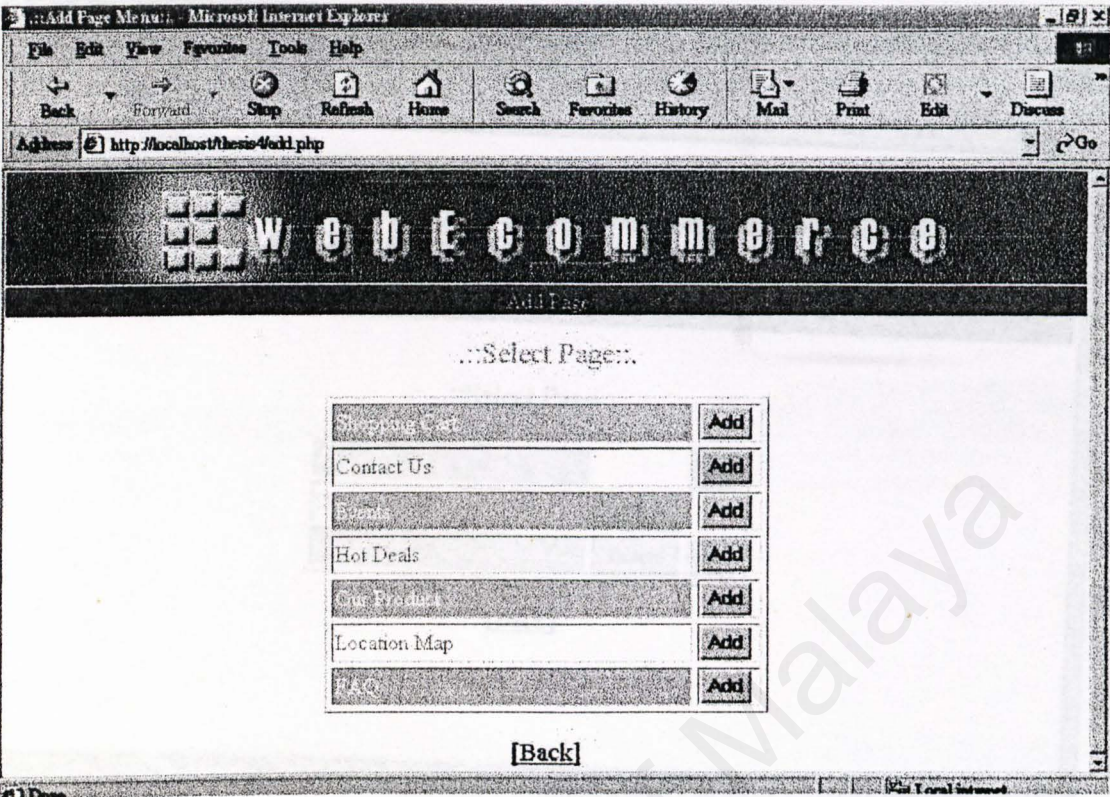 .::Add Page Menu::. - Microsoft Internet Explorer
File Edit View Favorites Tools Help
Back Forward Stop Refresh Home Search Favorites History Mail Print Edit Discuss
Address http://localhost/thesis4/add.php Go
webEcommerce
Add Page
.::Select Page::.
Shopping Cart Add
Contact Us Add
Events Add
Hot Deals Add
Our Product Add
Location Map Add
FAQ Add
[Back]
Done Local intranet
Malaya